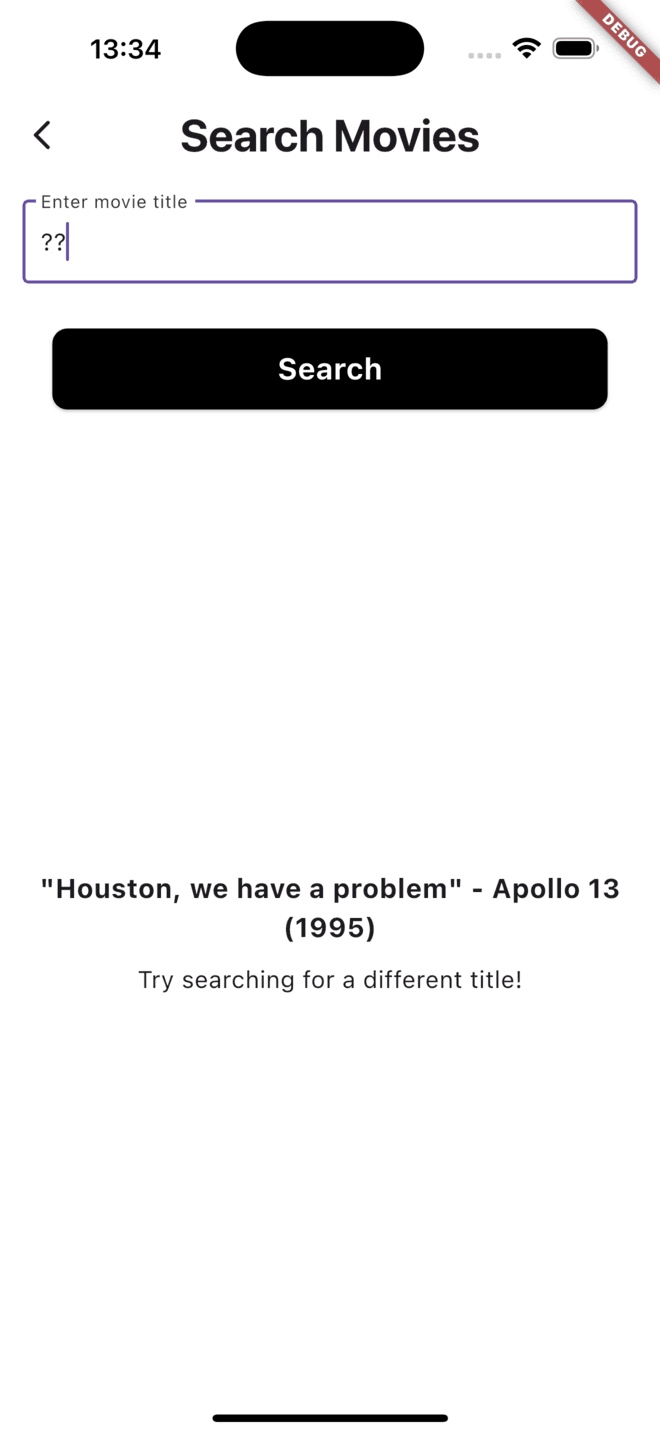 13:34
DEBUG
Search Movies
Enter movie title
??
Search
"Houston, we have a problem" - Apollo 13
(1995)
Try searching for a different title!